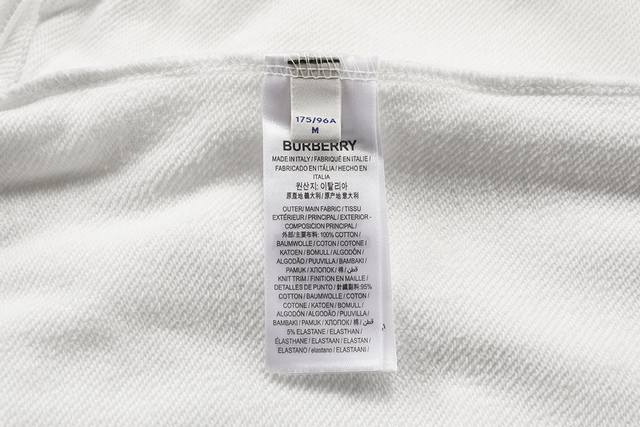 175/96A
M
BURBERRY
MADE IN ITALY / FABRIQUÉ EN ITALIE /
FABRICADO EN ITÁLIA / HECHO EN
ITALIA
원산지: 이탈리아
原產地義大利 / 原产地意大利
OUTER/ MAIN FABRIC / TISSU
EXTÉRIEUR / PRINCIPAL / EXTERIOR -
COMPOSICION PRINCIPAL /
外部/主要布料: 100% COTTON /
BAUMWOLLE / COTON / COTONE /
KATOEN / BOMULL / ALGODÓN /
ALGODÃO / PUUVILLA / BAMBAKI /
PAMUK / ХЛОПОК / 棉 / قطن /
KNIT TRIM / FINITION EN MAILLE /
DETALLES DE PUNTO / 針織副料:95%
COTTON / BAUMWOLLE / COTON /
COTONE / KATOEN / BOMULL /
ALGODÓN / ALGODÃO / PUUVILLA /
BAMBAKI / PAMUK / ХЛОПОК / 棉 / قطن /
5% ELASTANE / ELASTHAN /
ÉLASTHANE / ELASTAAN / ELASTAN /
ELASTANO / elastano / ELASTAANI /